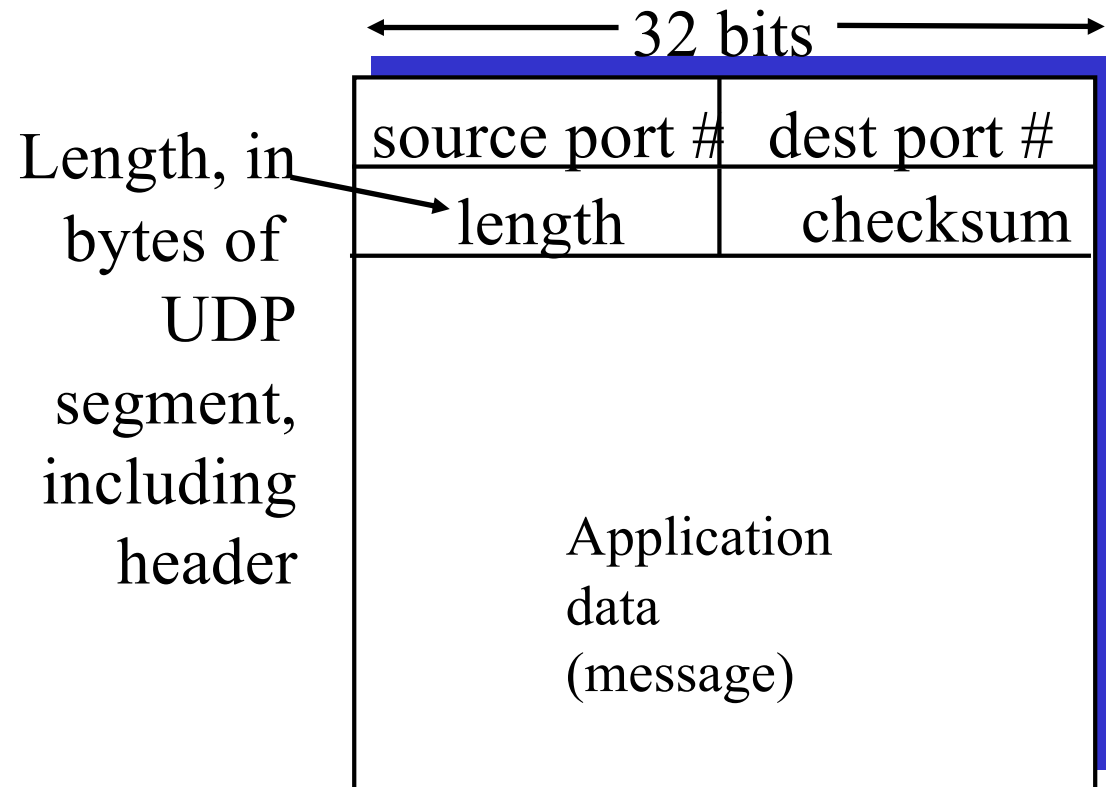 32 bits
source port #
dest port #
Length, in
bytes of
UDP
segment,
including
header
length
checksum
Application
data
(message)